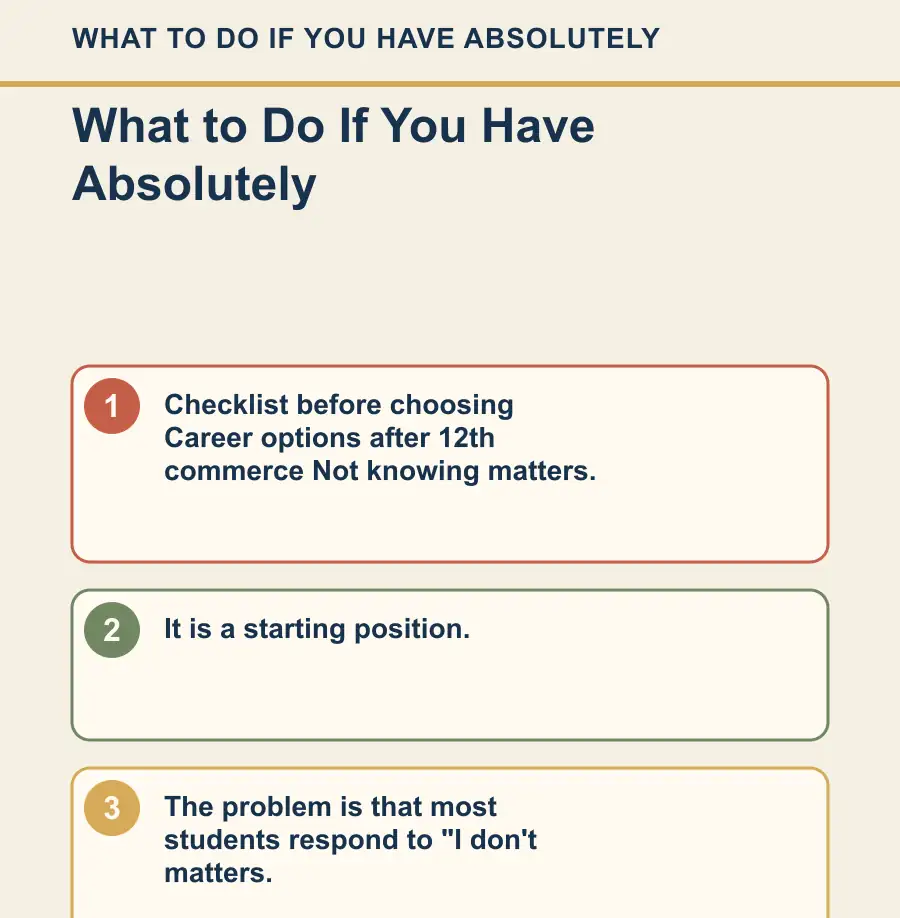 WHAT TO DO IF YOU HAVE ABSOLUTELY
What to Do If You Have
Absolutely
1
Checklist before choosing
Career options after 12th
commerce Not knowing matters.
2
It is a starting position.
3
The problem is that most
students respond to "I don't
matters.